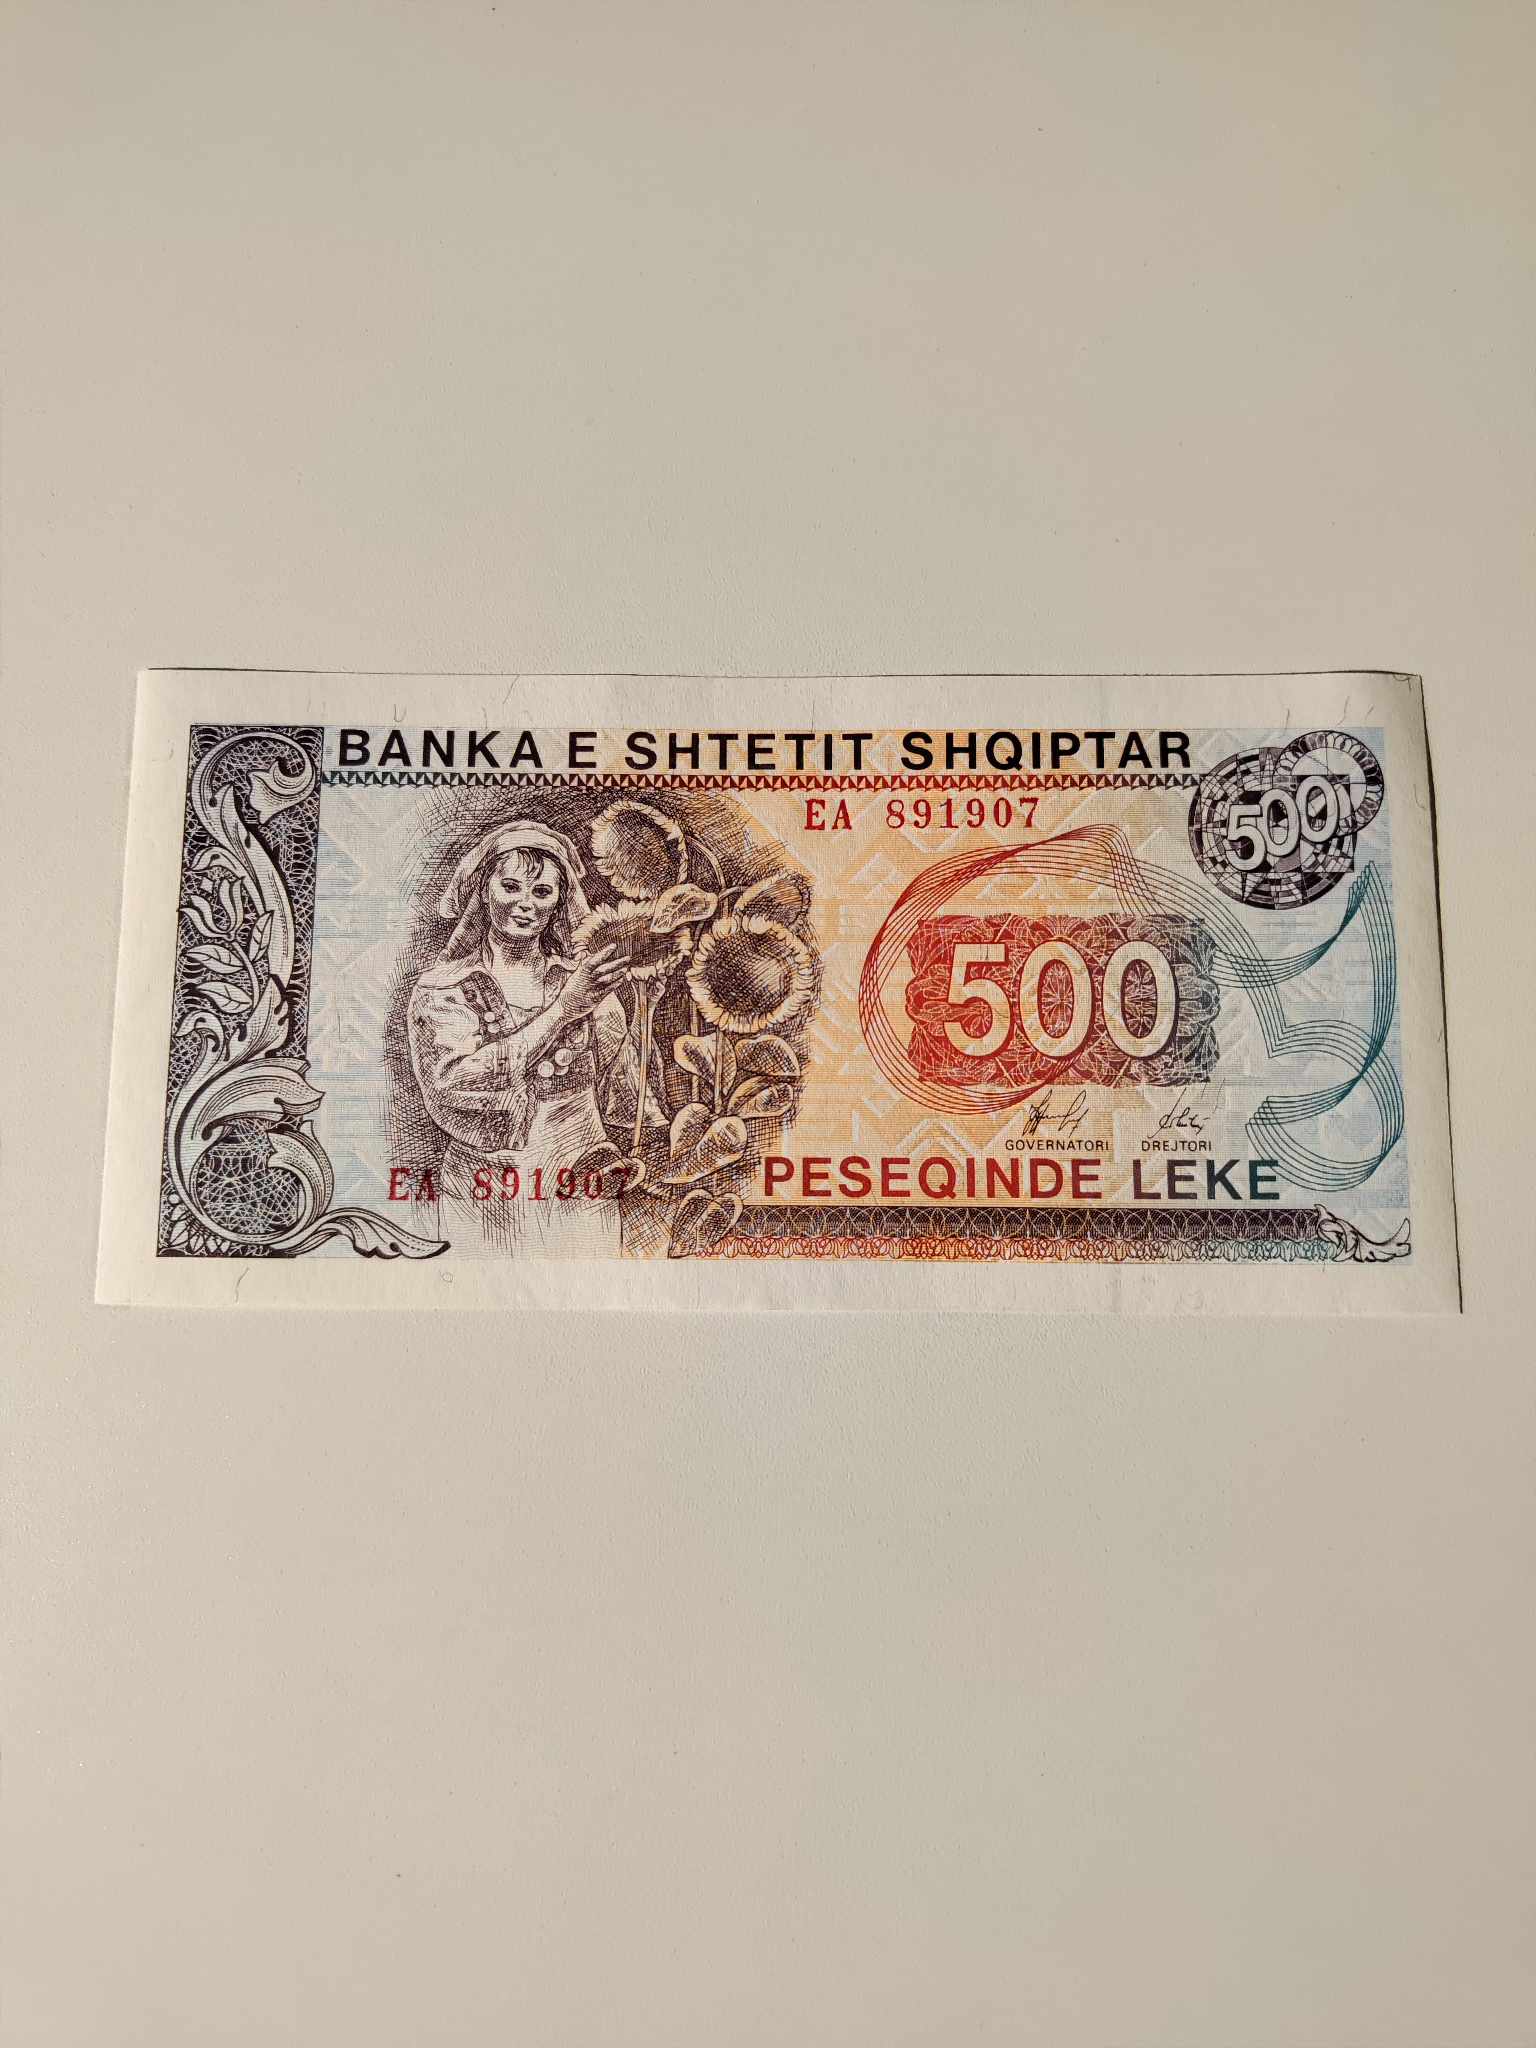 BANKA E SHTETIT SHQIPTAR
EA 891907
500
500
GOVERNATORI DREJTORI
EA 891907
PESEQINDE LEKE